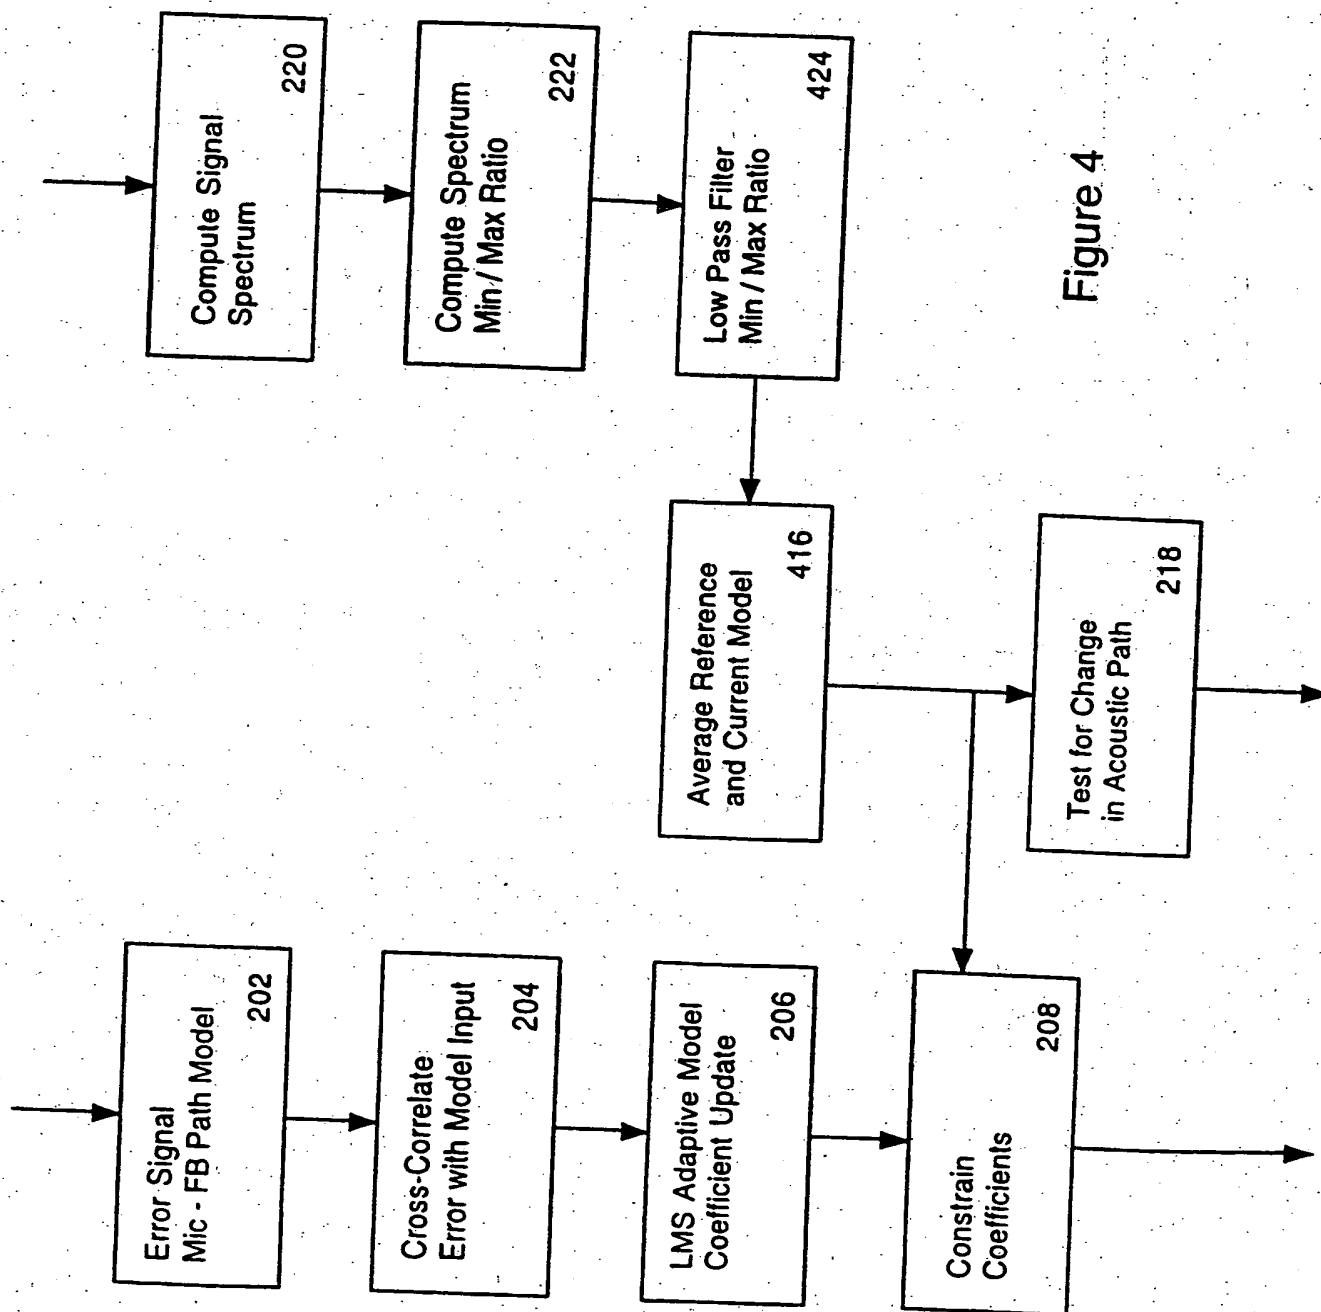 Error Signal
Mic - FB Path Model
202
Cross-Correlate
Error with Model Input
204
LMS Adaptive Model
Coefficient Update
206
Constrain
Coefficients
208
Average Reference
and Current Model
416
Test for Change
in Acoustic Path
218
Compute Signal
Spectrum
220
Compute Spectrum
Min / Max Ratio
222
Low Pass Filter
Min / Max Ratio
424
Figure 4